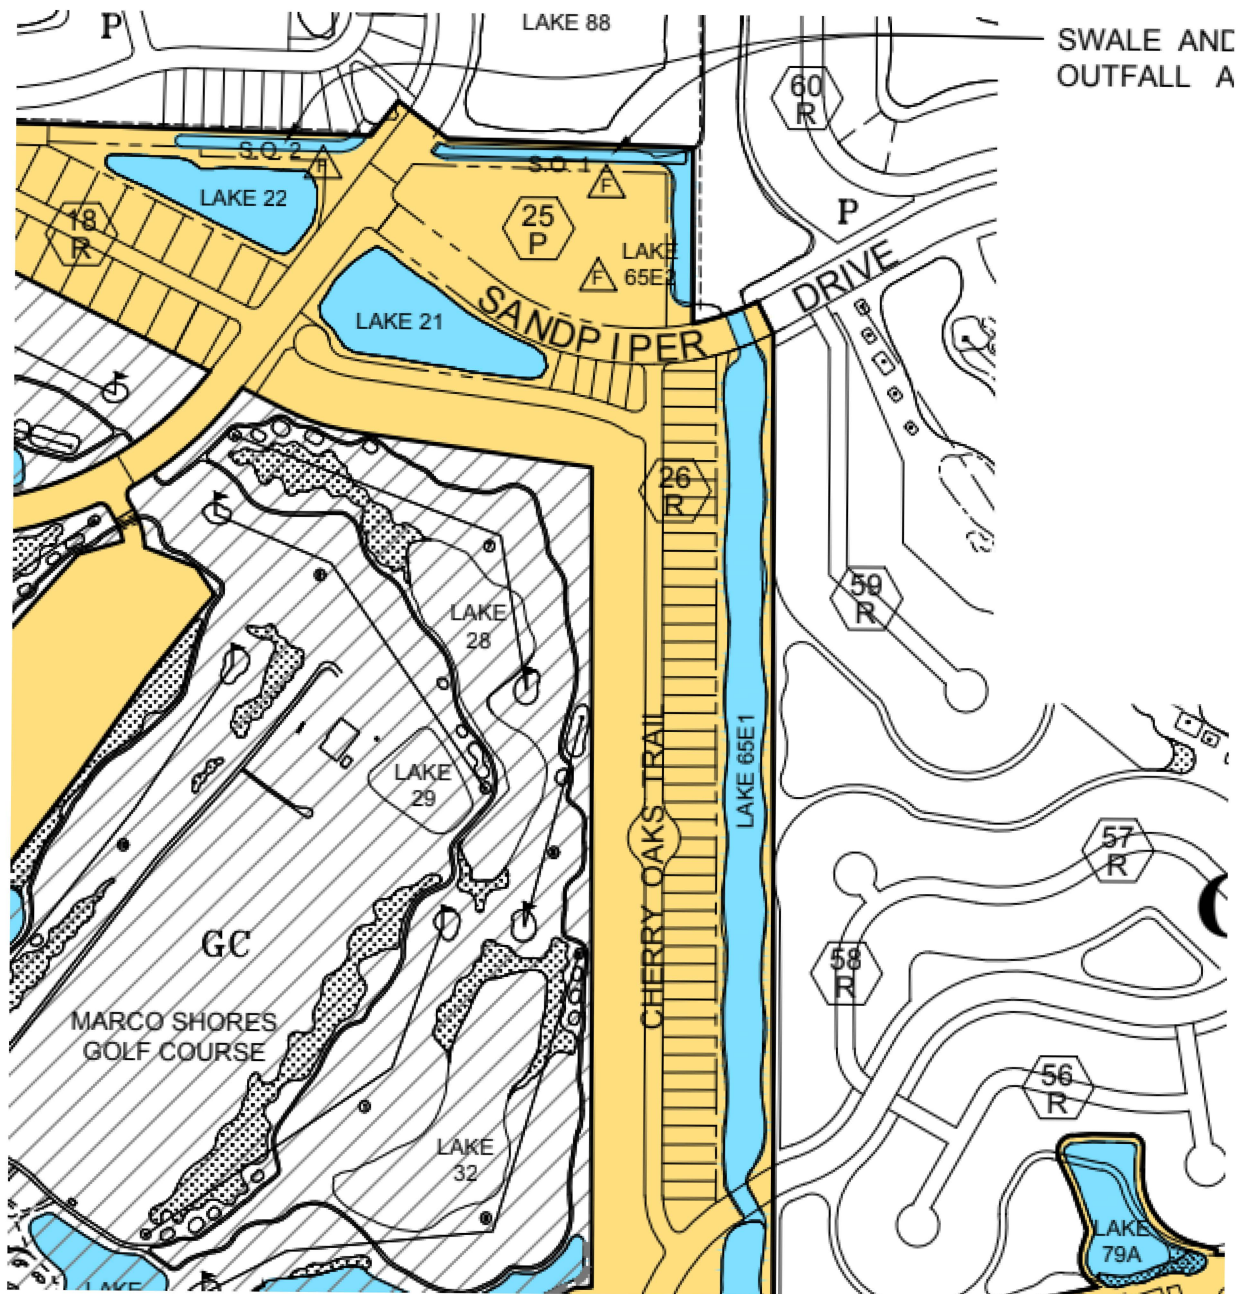 P
LAKE 88
SWALE AND
OUTFALL A
60
R
S.O. 2
F
S.O. 1
F
LAKE 22
18
R
25
P
P
LAKE
65E2
F
LAKE 21
SANDPIPER
DRIVE
26
R
59
R
LAKE
28
LAKE
29
LAKE 65E1
CHERRY OAKS TRAIL
57
R
GC
58
R
MARCO SHORES
GOLF COURSE
56
R
LAKE
32
LAKE
79A
LAKE